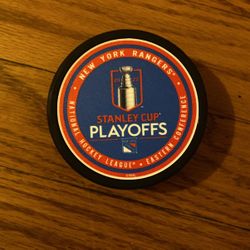 NEW YORK RANGERS®
STANLEY CUP®
PLAYOFFS
NATIONAL HOCKEY LEAGUE® • EASTERN CONFERENCE